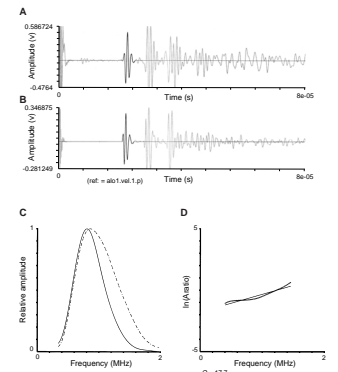 A
0.586724
Amplitude (v)
-0.4764
0
Time (s)
8e-05
B
0.346875
Amplitude (v)
-0.281249
0
(ref: = alo1.vel.1.p)
Time (s)
8e-05
C
1
Relative amplitude
0
0
Frequency (MHz)
2
D
5
ln(Aratio)
-5
0
Frequency (MHz)
2